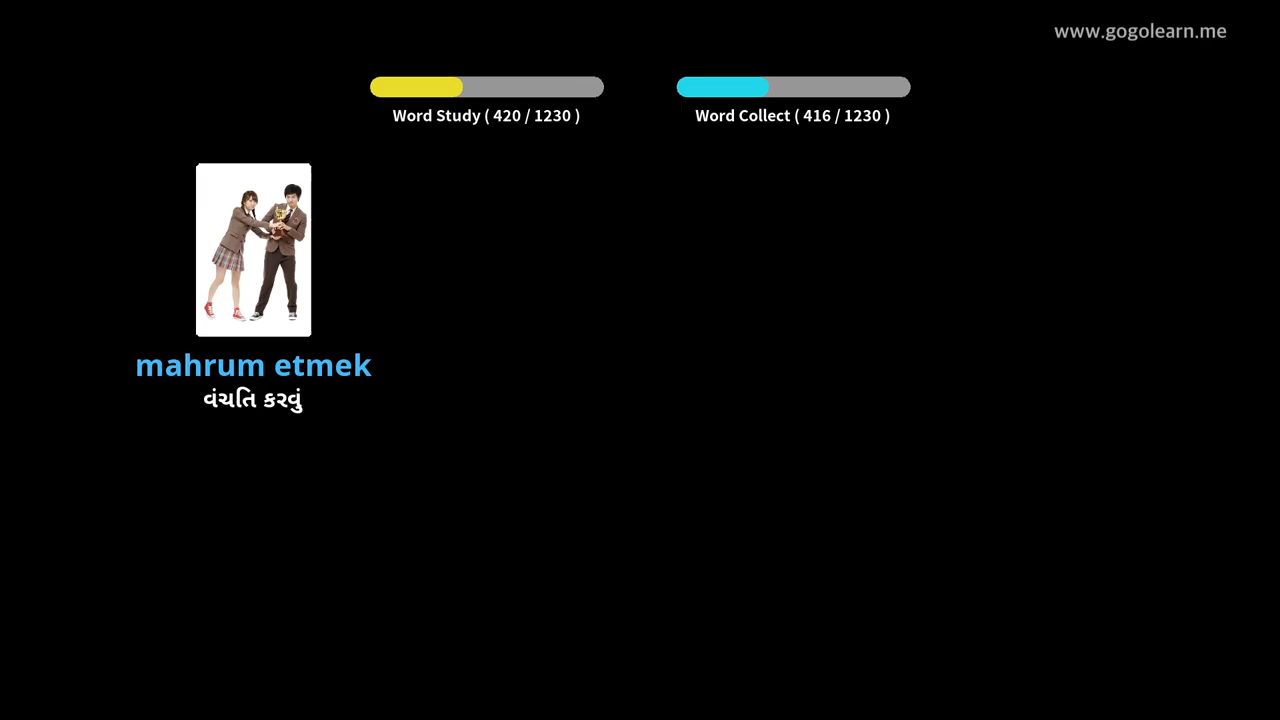 www.gogolearn.me
Word Study ( 420 / 1230 )
Word Collect ( 416 / 1230 )
mahrum etmek
વંચતિ કરવું